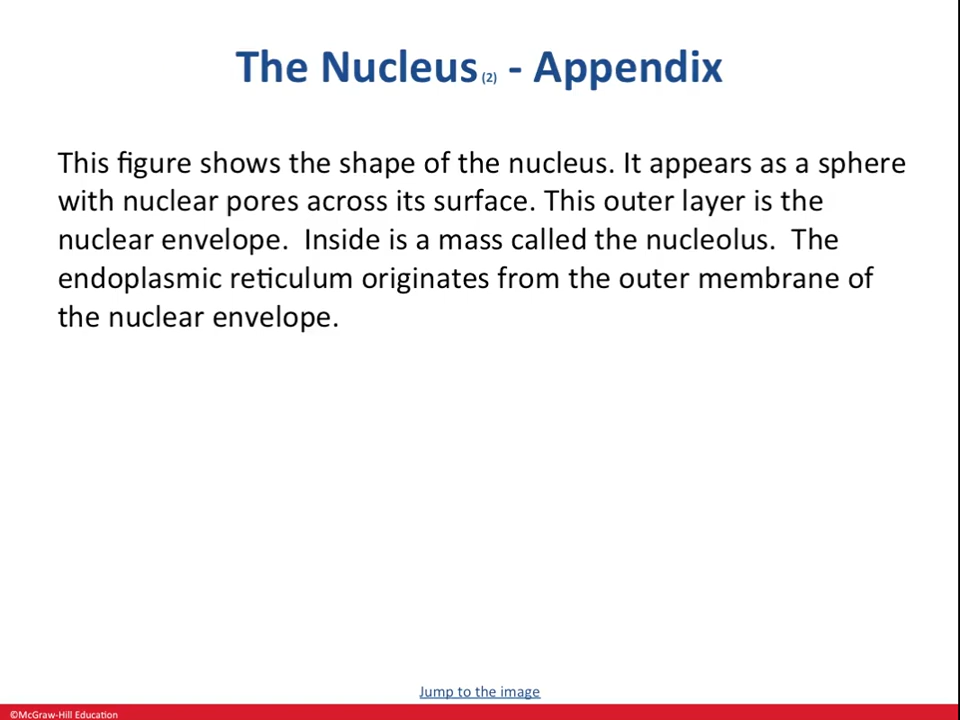 The Nucleus (2) - Appendix
This figure shows the shape of the nucleus. It appears as a sphere
with nuclear pores across its surface. This outer layer is the
nuclear envelope.  Inside is a mass called the nucleolus.  The
endoplasmic reticulum originates from the outer membrane of
the nuclear envelope.
Jump to the image
©McGraw-Hill Education